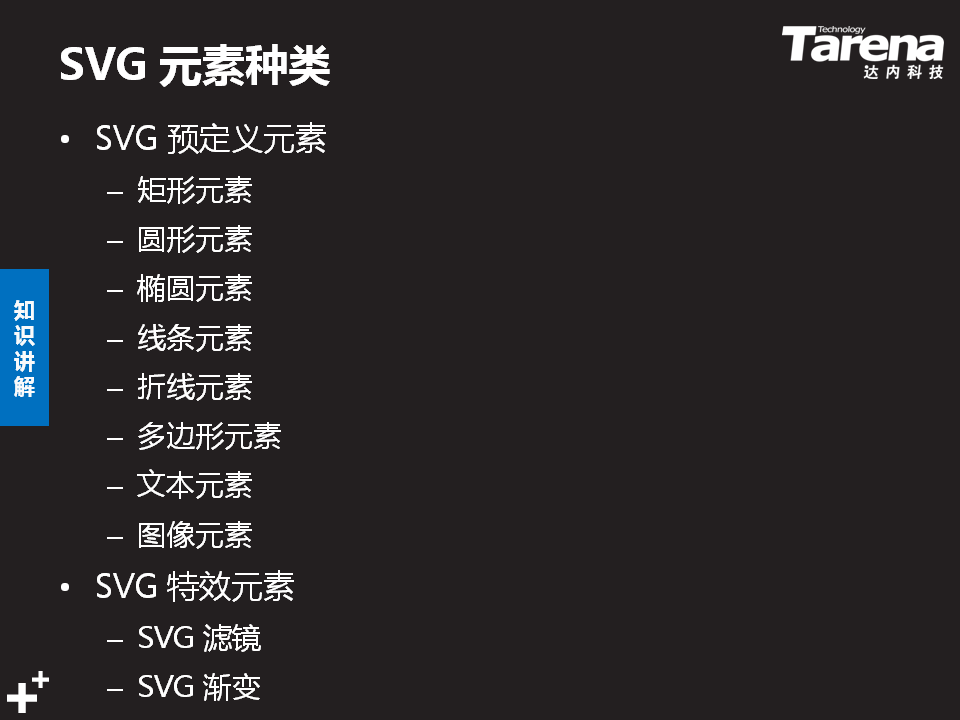 SVG 元素种类
Technology
Tarena
达内科技
• SVG 预定义元素
– 矩形元素
– 圆形元素
– 椭圆元素
– 线条元素
– 折线元素
– 多边形元素
– 文本元素
– 图像元素
• SVG 特效元素
– SVG 滤镜
– SVG 渐变
知识讲解